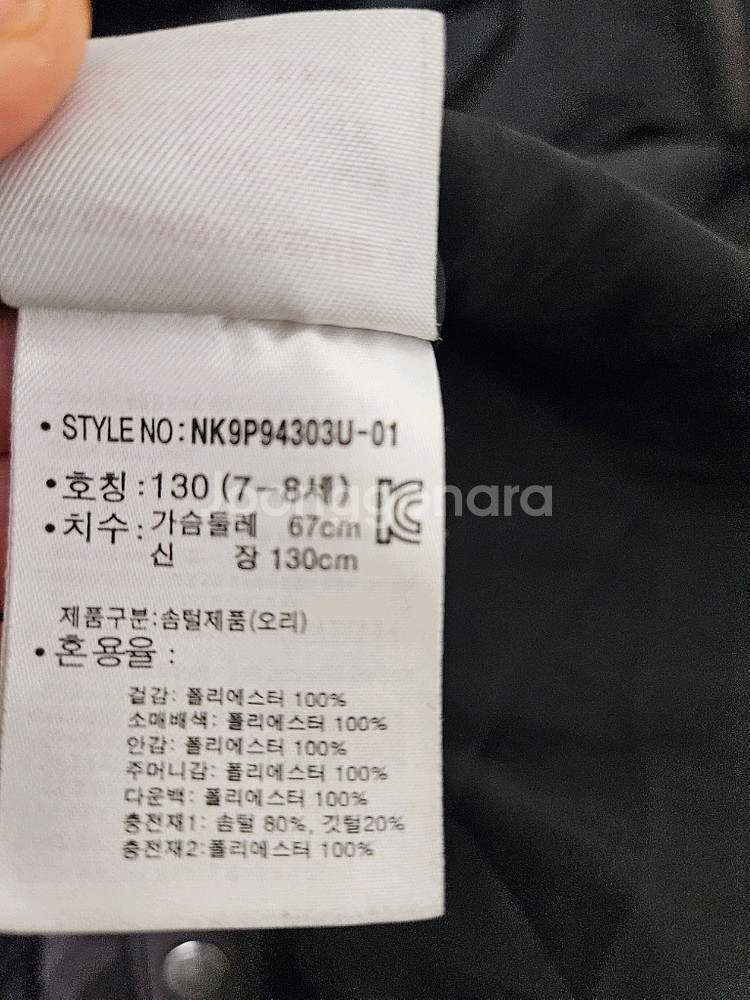 • STYLE NO : NK9P94303U-01
• 호칭 : 130 (7-8세)
• 치수 : 가슴둘레 67cm
신 장 130cm
Joonggonara
제품구분:솜털제품(오리)
• 혼용율 :
겉감: 폴리에스터 100%
소매배색: 폴리에스터 100%
안감: 폴리에스터 100%
주머니감: 폴리에스터 100%
다운백: 폴리에스터 100%
충전재1: 솜털 80%, 깃털20%
충전재2:폴리에스터 100%